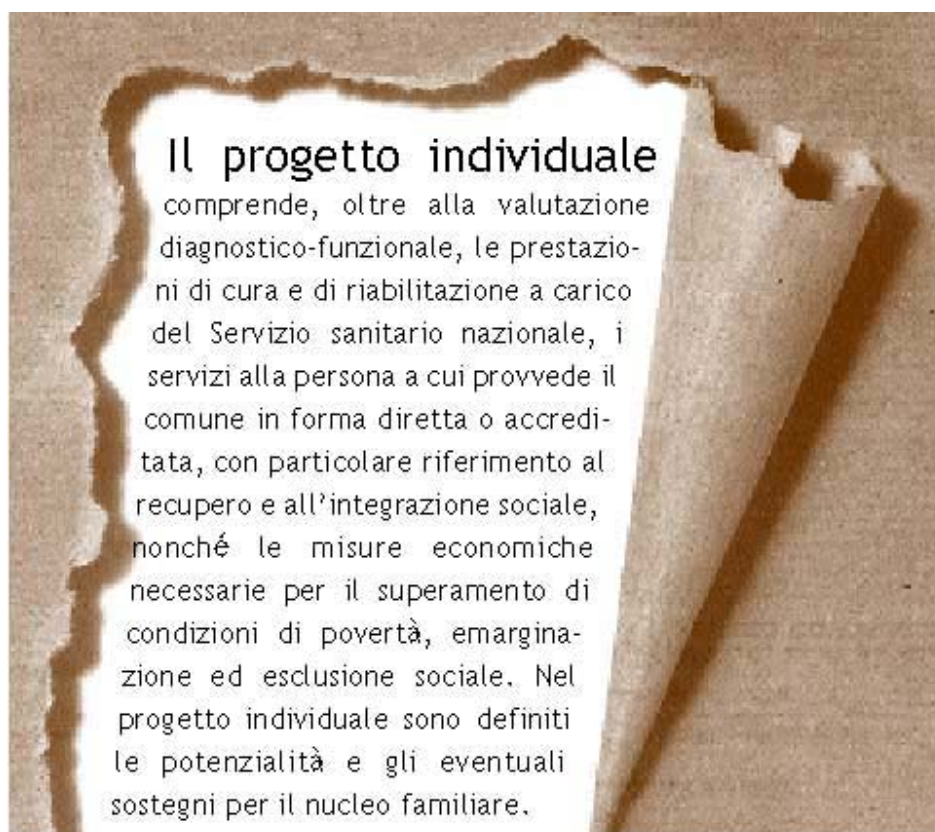 Il progetto individuale
comprende, oltre alla valutazione
diagnostico-funzionale, le prestazio-
ni di cura e di riabilitazione a carico
del Servizio sanitario nazionale, i
servizi alla persona a cui provvede il
comune in forma diretta o accredi-
tata, con particolare riferimento al
recupero e all'integrazione sociale,
nonché le misure economiche
necessarie per il superamento di
condizioni di povertà, emargina-
zione ed esclusione sociale. Nel
progetto individuale sono definiti
le potenzialità e gli eventuali
sostegni per il nucleo familiare.